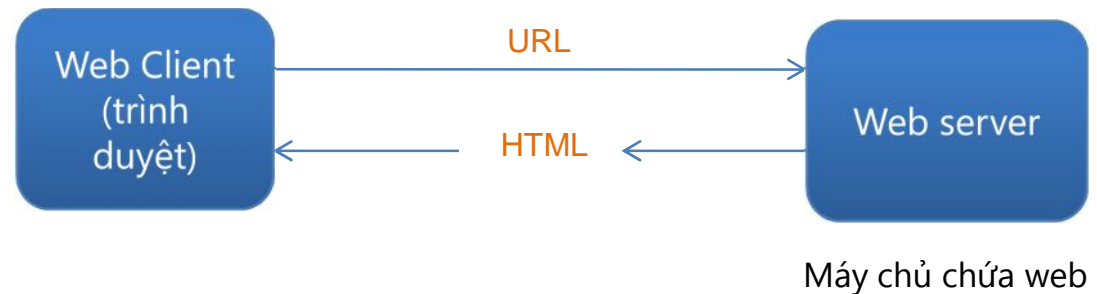 Web Client
(trình
duyệt)
URL
HTML
Web server
Máy chủ chứa web